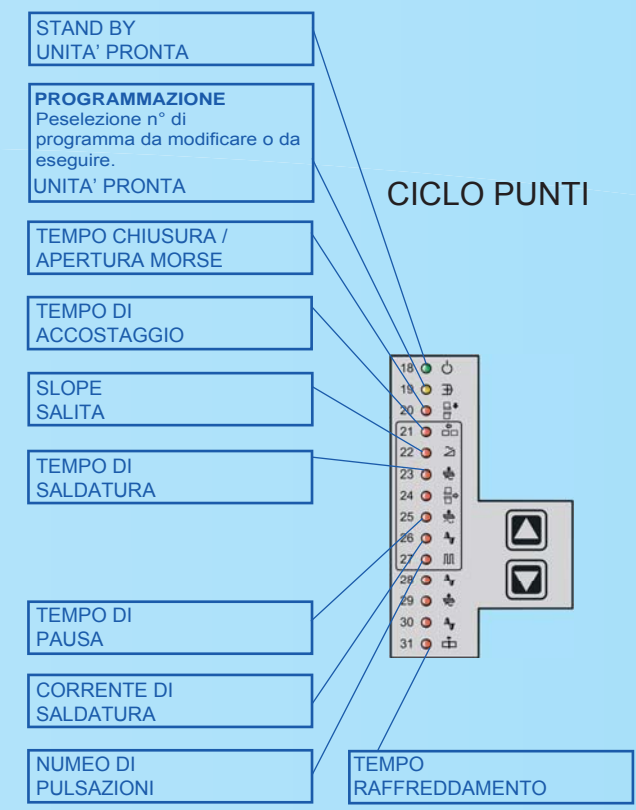 STAND BY
UNITA' PRONTA
PROGRAMMAZIONE
Peselezione n° di
programma da modificare o da
eseguire.
UNITA' PRONTA
CICLO PUNTI
TEMPO CHIUSURA /
APERTURA MORSE
TEMPO DI
ACCOSTAGGIO
SLOPE
SALITA
TEMPO DI
SALDATURA
18
19
20
21
22
23
24
25
26
27
28
29
30
31
TEMPO DI
PAUSA
CORRENTE DI
SALDATURA
NUMEO DI
PULSAZIONI
TEMPO
RAFFREDDAMENTO